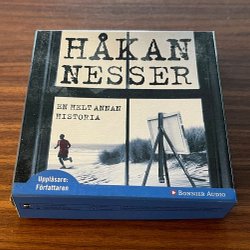 HÅKAN
NESSER
EN HELT ANNAN
HISTORIA
Uppläsare:
Författaren
BONNIER AUDIO